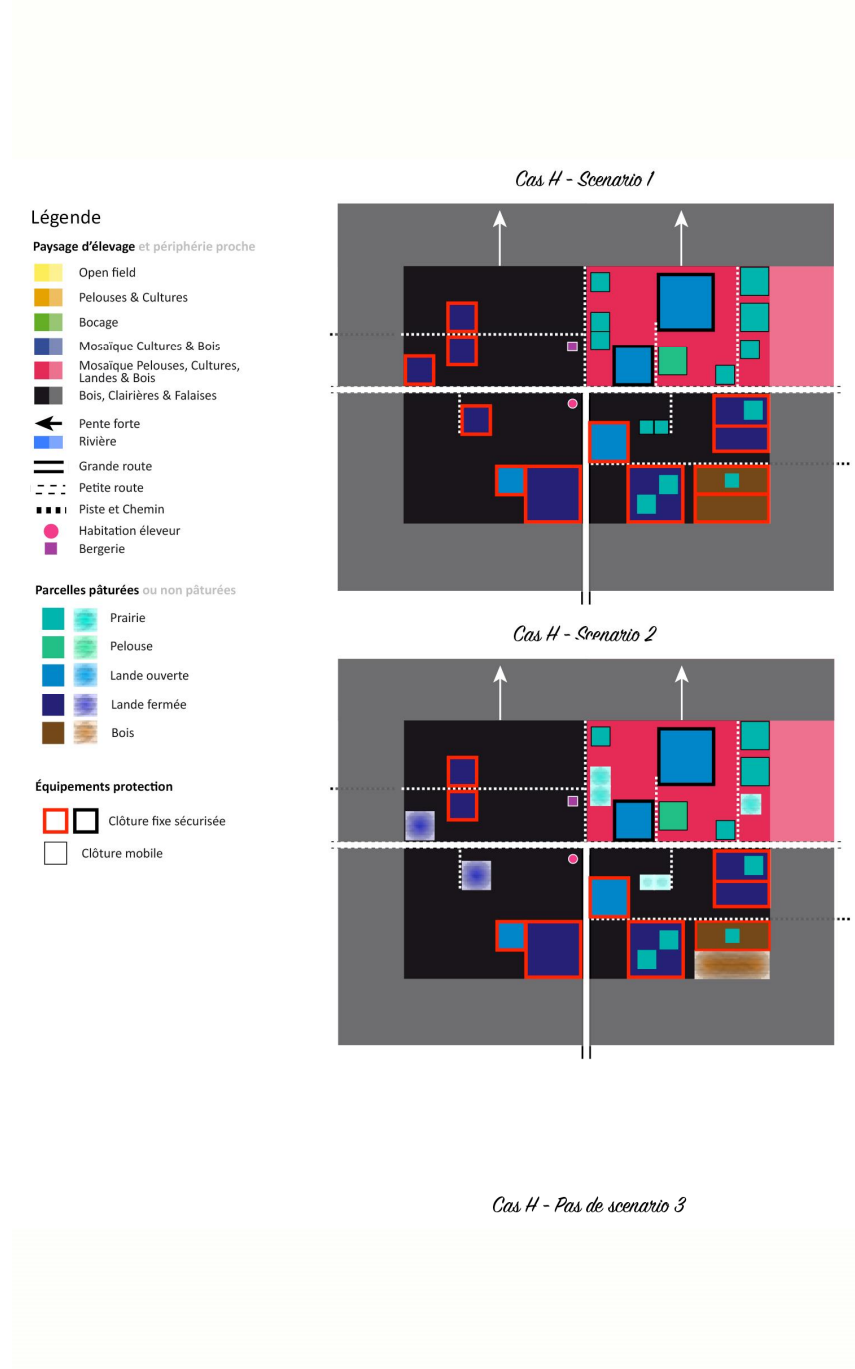 Cas H - Scenario 1
Légende
Paysage d'élevage et périphérie proche
Open field
Pelouses & Cultures
Bocage
Mosaïque Cultures & Bois
Mosaïque Pelouses, Cultures,
Landes & Bois
Bois, Clairières & Falaises
Pente forte
Rivière
Grande route
Petite route
Piste et Chemin
Habitation éleveur
Bergerie
Parcelles pâturées ou non pâturées
Prairie
Pelouse
Lande ouverte
Lande fermée
Bois
Équipements protection
Clôture fixe sécurisée
Clôture mobile
Cas H - Scenario 2
Cas H - Pas de scenario 3